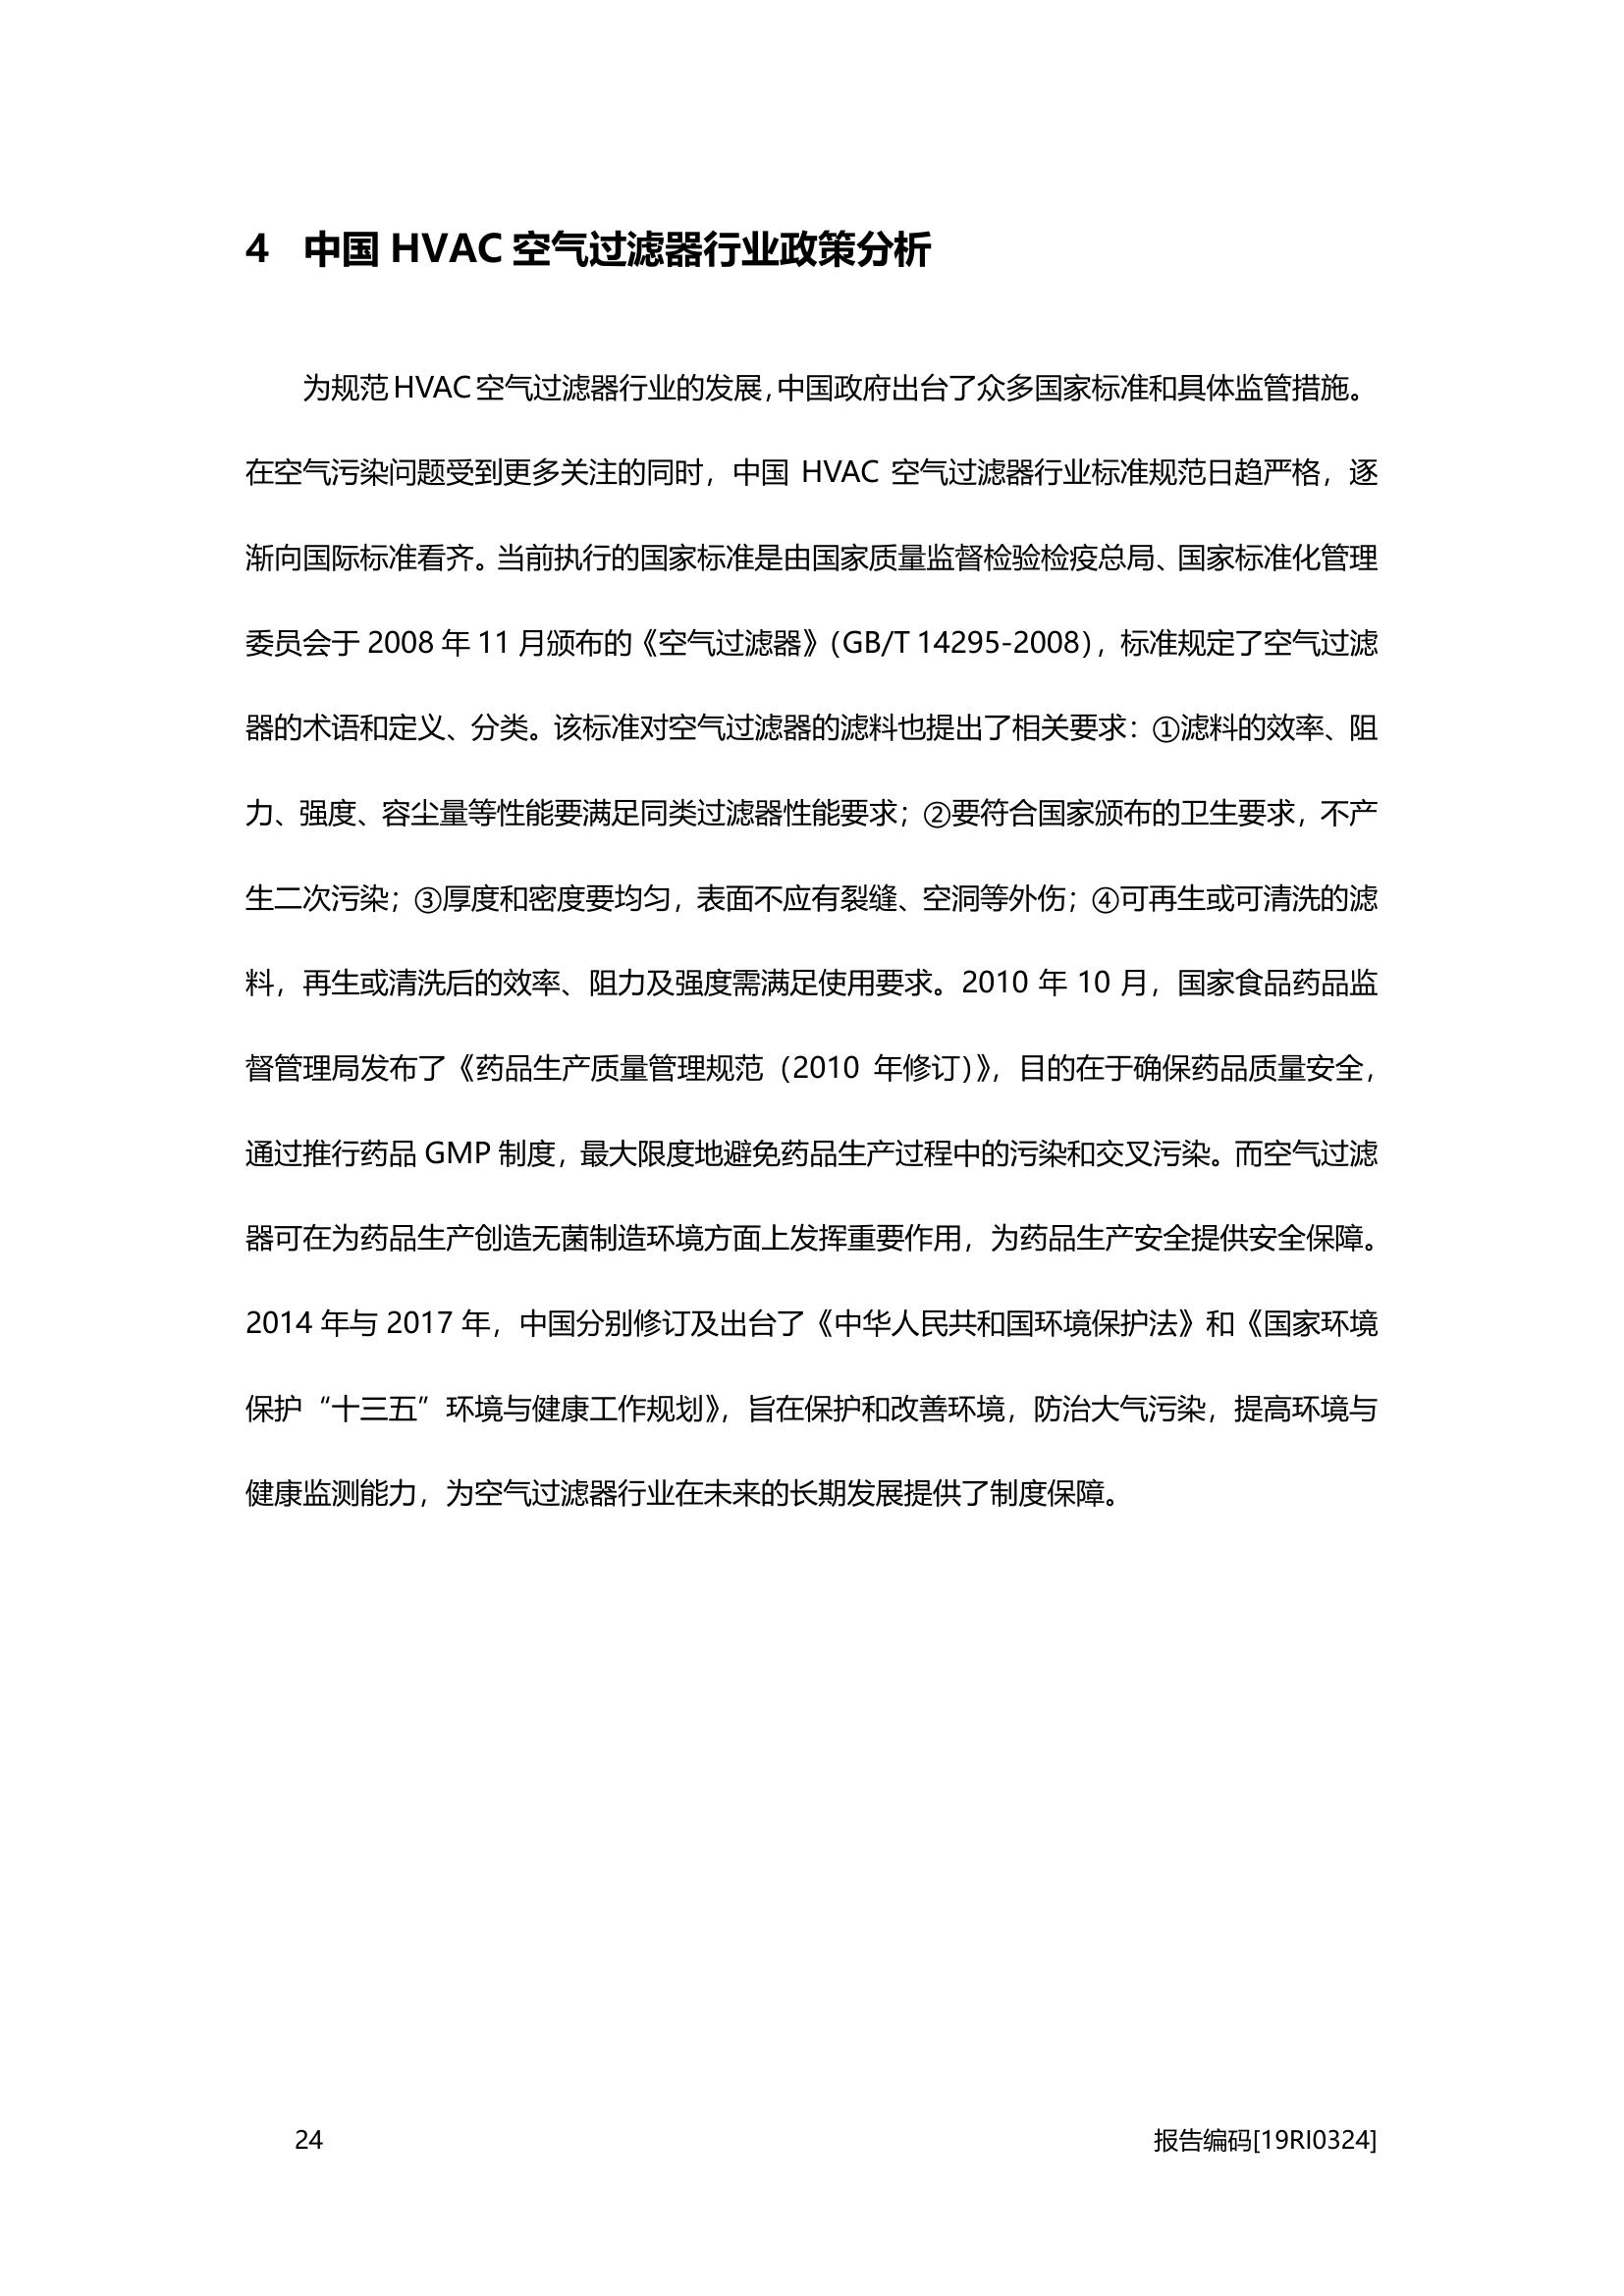 4 中国 HVAC 空气过滤器行业政策分析
为规范 HVAC 空气过滤器行业的发展，中国政府出台了众多国家标准和具体监管措施。
在空气污染问题受到更多关注的同时，中国 HVAC 空气过滤器行业标准规范日趋严格，逐
渐向国际标准看齐。当前执行的国家标准是由国家质量监督检验检疫总局、国家标准化管理
委员会于 2008 年 11 月颁布的《空气过滤器》（GB/T 14295-2008），标准规定了空气过滤
器的术语和定义、分类。该标准对空气过滤器的滤料也提出了相关要求：①滤料的效率、阻
力、强度、容尘量等性能要满足同类过滤器性能要求；②要符合国家颁布的卫生要求，不产
生二次污染；③厚度和密度要均匀，表面不应有裂缝、空洞等外伤；④可再生或可清洗的滤
料，再生或清洗后的效率、阻力及强度需满足使用要求。2010 年 10 月，国家食品药品监
督管理局发布了《药品生产质量管理规范（2010 年修订）》，目的在于确保药品质量安全，
通过推行药品 GMP 制度，最大限度地避免药品生产过程中的污染和交叉污染。而空气过滤
器可在为药品生产创造无菌制造环境方面上发挥重要作用，为药品生产安全提供安全保障。
2014 年与 2017 年，中国分别修订及出台了《中华人民共和国环境保护法》和《国家环境
保护“十三五”环境与健康工作规划》，旨在保护和改善环境，防治大气污染，提高环境与
健康监测能力，为空气过滤器行业在未来的长期发展提供了制度保障。
24 报告编码[19RI0324]